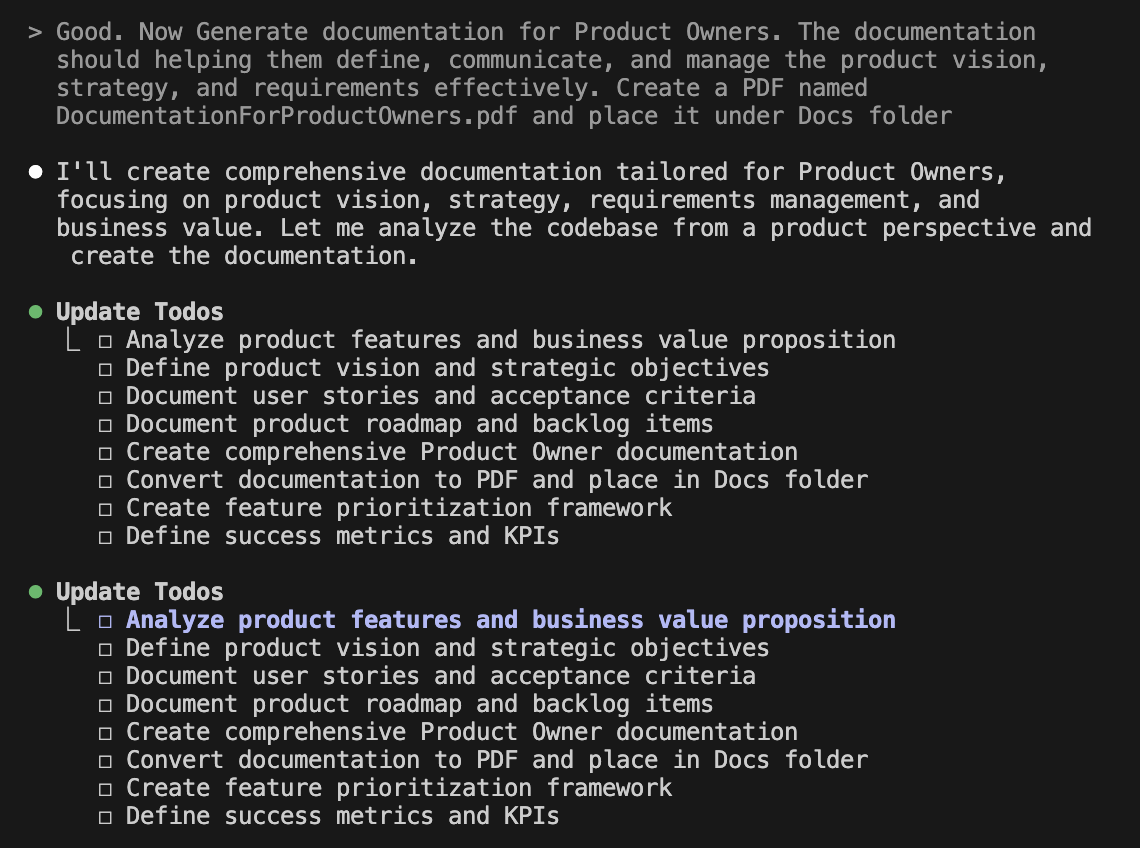 > Good. Now Generate documentation for Product Owners. The documentation
should helping them define, communicate, and manage the product vision,
strategy, and requirements effectively. Create a PDF named
DocumentationForProductOwners.pdf and place it under Docs folder
I'll create comprehensive documentation tailored for Product Owners,
focusing on product vision, strategy, requirements management, and
business value. Let me analyze the codebase from a product perspective and
create the documentation.
Update Todos
☐ Analyze product features and business value proposition
☐ Define product vision and strategic objectives
☐ Document user stories and acceptance criteria
☐ Document product roadmap and backlog items
☐ Create comprehensive Product Owner documentation
☐ Convert documentation to PDF and place in Docs folder
☐ Create feature prioritization framework
☐ Define success metrics and KPIs
Update Todos
☐ Analyze product features and business value proposition
☐ Define product vision and strategic objectives
☐ Document user stories and acceptance criteria
☐ Document product roadmap and backlog items
☐ Create comprehensive Product Owner documentation
☐ Convert documentation to PDF and place in Docs folder
☐ Create feature prioritization framework
☐ Define success metrics and KPIs